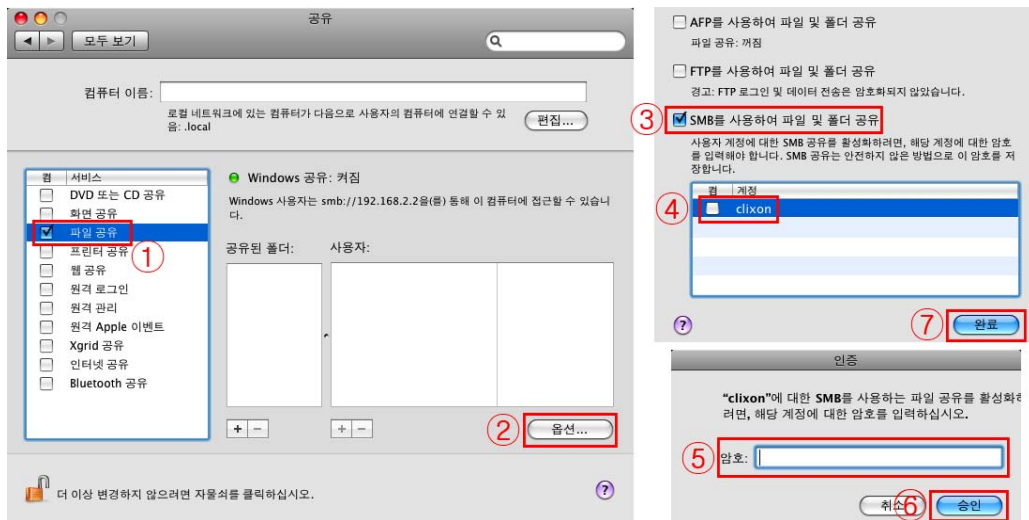 공유
모두 보기
컴퓨터 이름:
로컬 네트워크에 있는 컴퓨터가 다음으로 사용자의 컴퓨터에 연결할 수 있
음: .local
편집...
켬 서비스
DVD 또는 CD 공유
화면 공유
파일 공유
①
프린터 공유
웹 공유
원격 로그인
원격 관리
원격 Apple 이벤트
Xgrid 공유
인터넷 공유
Bluetooth 공유
Windows 공유: 켜짐
Windows 사용자는 smb://192.168.2.2을(를) 통해 이 컴퓨터에 접근할 수 있습니
다.
공유된 폴더: 사용자:
+ − + −
② 옵션...
더 이상 변경하지 않으려면 자물쇠를 클릭하십시오.
?
AFP를 사용하여 파일 및 폴더 공유
파일 공유: 꺼짐
FTP를 사용하여 파일 및 폴더 공유
경고: FTP 로그인 및 데이터 전송은 암호화되지 않았습니다.
③ SMB를 사용하여 파일 및 폴더 공유
사용자 계정에 대한 SMB 공유를 활성화하려면, 해당 계정에 대한 암호
를 입력해야 합니다. SMB 공유는 안전하지 않은 방법으로 이 암호를 저
장합니다.
켬 계정
④ clixon
?
⑦ 완료
인증
“clixon”에 대한 SMB를 사용하는 파일 공유를 활성화하
려면, 해당 계정에 대한 암호를 입력하십시오.
⑤ 암호:
취소 ⑥ 승인